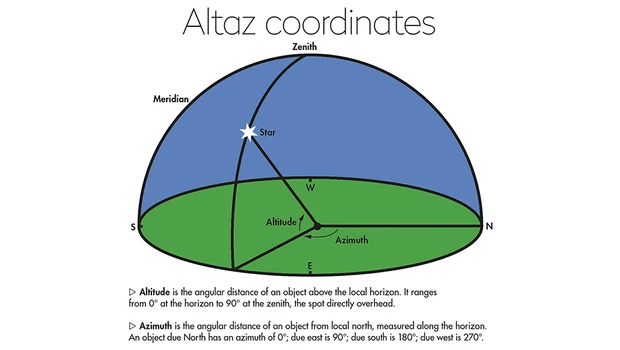 Altaz coordinates
Zenith
Meridian
Star
W
S
Altitude
N
Azimuth
E
▷ Altitude is the angular distance of an object above the local horizon. It ranges
from 0° at the horizon to 90° at the zenith, the spot directly overhead.
▷ Azimuth is the angular distance of an object from local north, measured along the horizon.
An object due North has an azimuth of 0°; due east is 90°; due south is 180°; due west is 270°.